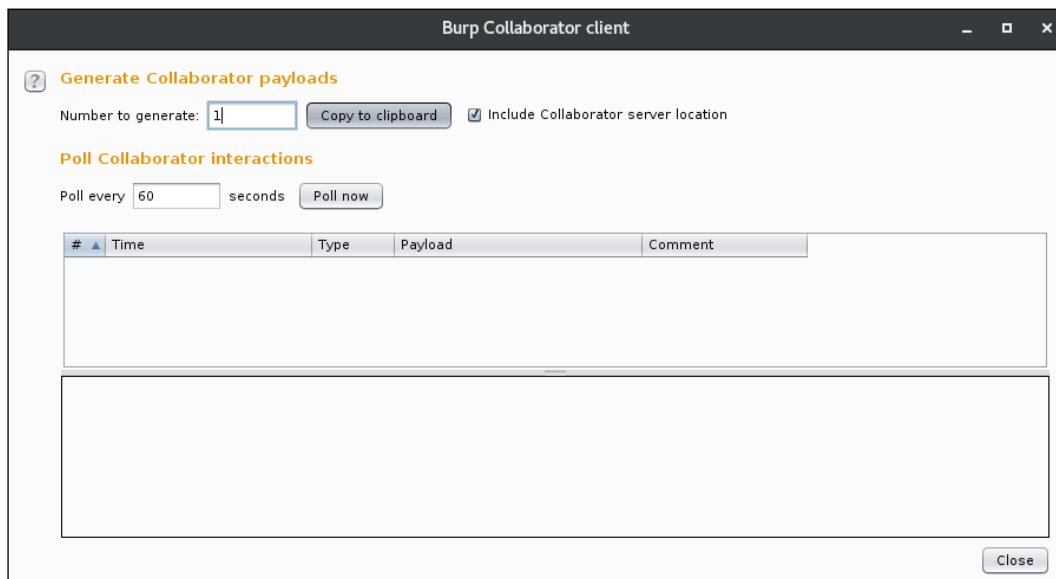 Burp Collaborator client
? Generate Collaborator payloads
Number to generate: 1 Copy to clipboard Include Collaborator server location
Poll Collaborator interactions
Poll every 60 seconds Poll now
# Time Type Payload Comment
Close